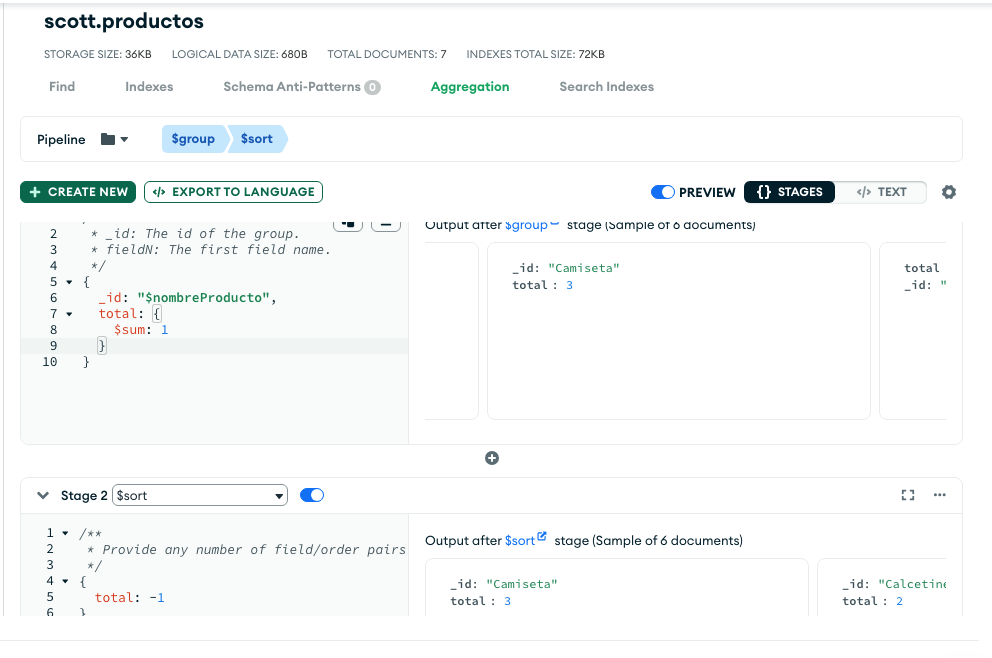 scott.productos
STORAGE SIZE: 36KB LOGICAL DATA SIZE: 680B TOTAL DOCUMENTS: 7 INDEXES TOTAL SIZE: 72KB
Find Indexes Schema Anti-Patterns 0 Aggregation Search Indexes
Pipeline $group $sort
+ CREATE NEW </> EXPORT TO LANGUAGE PREVIEW {} STAGES </> TEXT
Output after $group stage (Sample of 6 documents)
2 * _id: The id of the group.
3 * fieldN: The first field name.
4 */
5 {
6 _id: "$nombreProducto",
7 total: {
8 $sum: 1
9 }
10 }
_id: "Camiseta"
total : 3
total
_id: "
Stage 2 $sort
1 /**
2 * Provide any number of field/order pairs
3 */
4 {
5 total: -1
6 }
Output after $sort stage (Sample of 6 documents)
_id: "Camiseta"
total : 3
_id: "Calcetine
total : 2